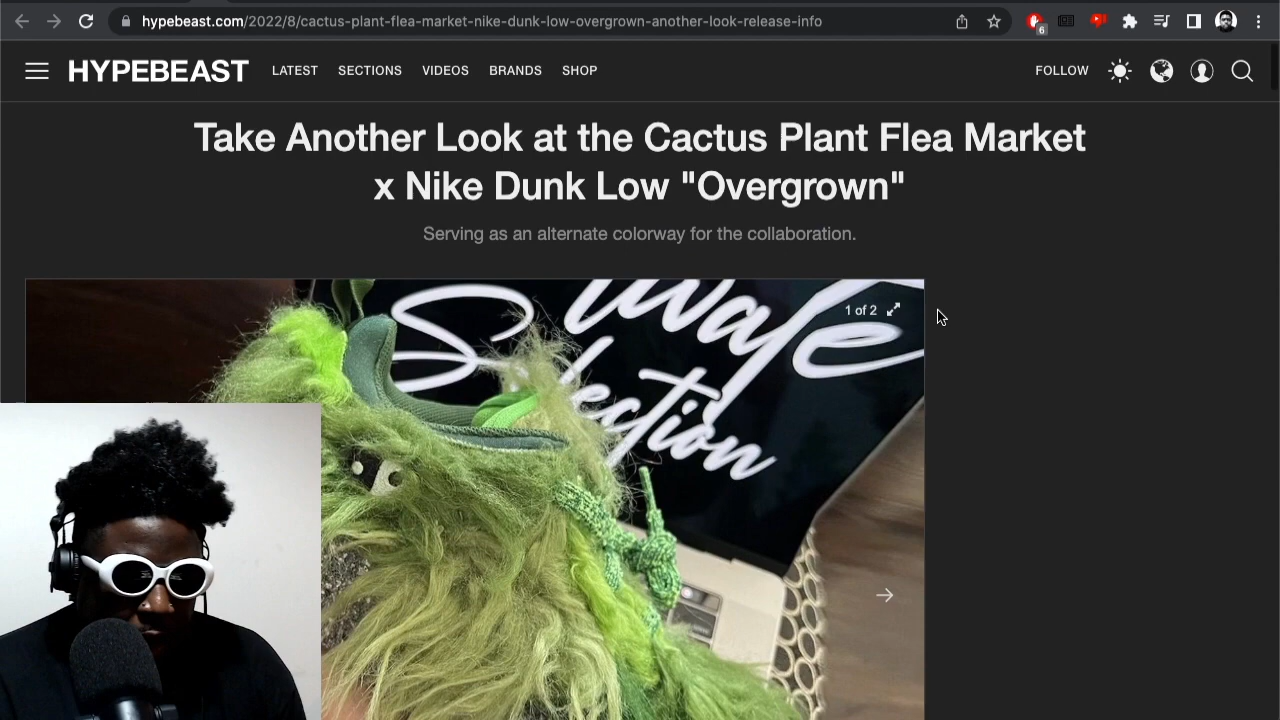 hypebeast.com/2022/8/cactus-plant-flea-market-nike-dunk-low-overgrown-another-look-release-info
6
HYPEBEAST LATEST SECTIONS VIDEOS BRANDS SHOP FOLLOW
Take Another Look at the Cactus Plant Flea Market
x Nike Dunk Low "Overgrown"
Serving as an alternate colorway for the collaboration.
1 of 2
Selection